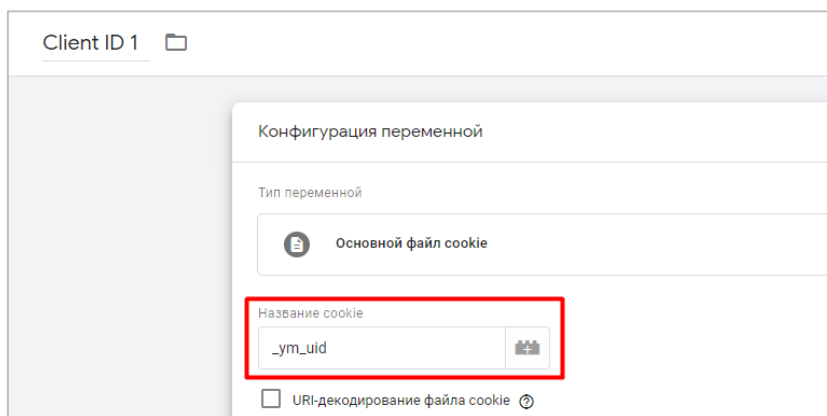 Client ID 1
Конфигурация переменной
Тип переменной
Основной файл cookie
Название cookie
_ym_uid
URI-декодирование файла cookie